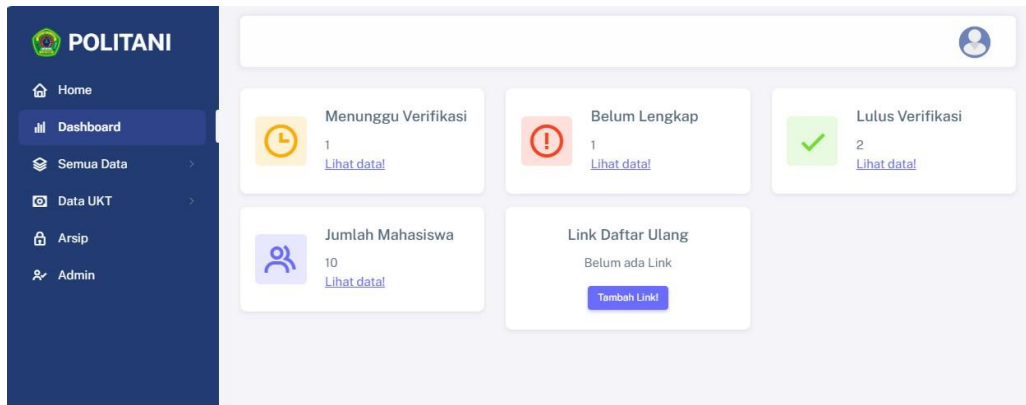 POLITANI
Home
Dashboard
Semua Data
Data UKT
Arsip
Admin
Menunggu Verifikasi
1
Lihat data!
Belum Lengkap
1
Lihat data!
Lulus Verifikasi
2
Lihat data!
Jumlah Mahasiswa
10
Lihat data!
Link Daftar Ulang
Belum ada Link
Tambah Link!